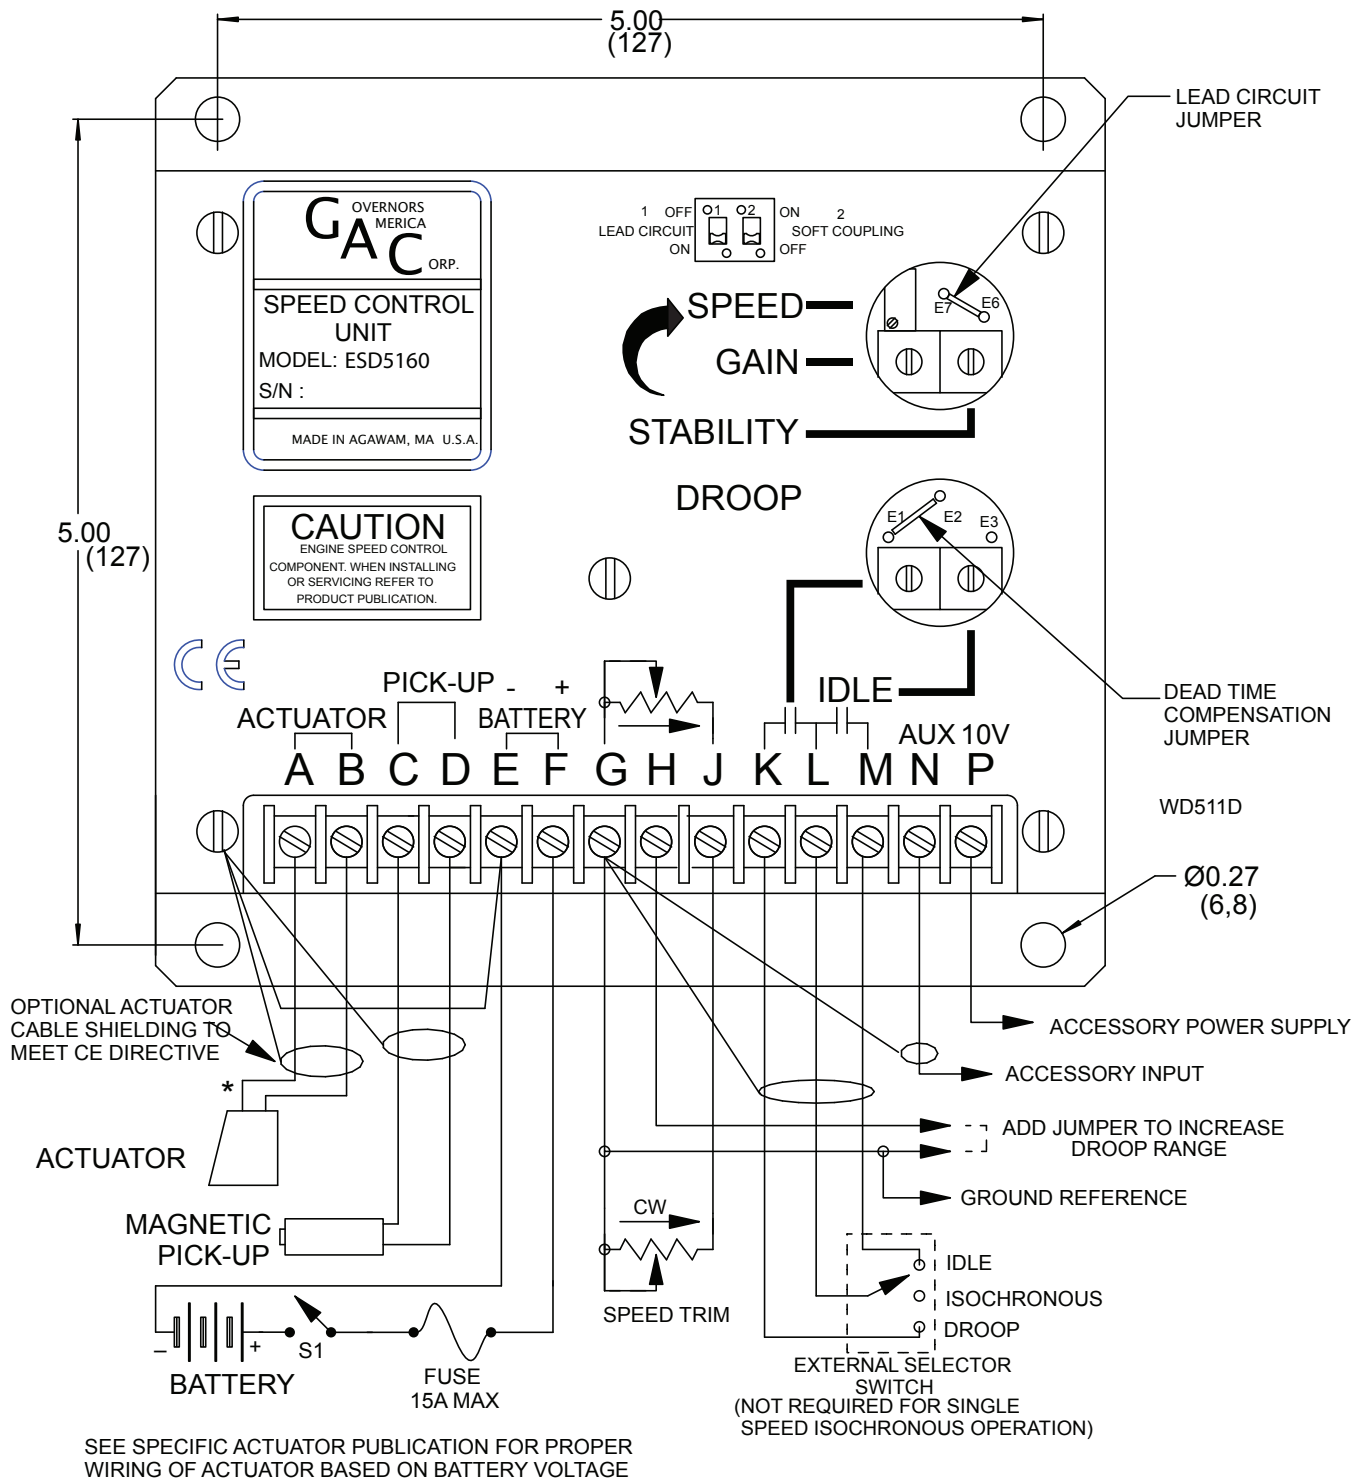 5.00
(127)
LEAD CIRCUIT
JUMPER
GOVERNORS
AMERICA
CORP.
1 OFF 1 2 ON 2
LEAD CIRCUIT SOFT COUPLING
ON OFF
SPEED CONTROL
UNIT
MODEL: ESD5160
S/N :
MADE IN AGAWAM, MA U.S.A.
SPEED
E7 E6
GAIN
STABILITY
DROOP
E1 E2 E3
5.00
(127)
CAUTION
ENGINE SPEED CONTROL
COMPONENT. WHEN INSTALLING
OR SERVICING REFER TO
PRODUCT PUBLICATION.
CE
PICK-UP - +
ACTUATOR BATTERY
IDLE
AUX 10V
DEAD TIME
COMPENSATION
JUMPER
A B C D E F G H J K L M N P
WD511D
Ø0.27
(6,8)
OPTIONAL ACTUATOR
CABLE SHIELDING TO
MEET CE DIRECTIVE
*
ACTUATOR
ACCESSORY POWER SUPPLY
ACCESSORY INPUT
ADD JUMPER TO INCREASE
DROOP RANGE
GROUND REFERENCE
MAGNETIC
PICK-UP
CW
SPEED TRIM
IDLE
ISOCHRONOUS
DROOP
EXTERNAL SELECTOR
SWITCH
(NOT REQUIRED FOR SINGLE
SPEED ISOCHRONOUS OPERATION)
– + S1
BATTERY
FUSE
15A MAX
SEE SPECIFIC ACTUATOR PUBLICATION FOR PROPER
WIRING OF ACTUATOR BASED ON BATTERY VOLTAGE